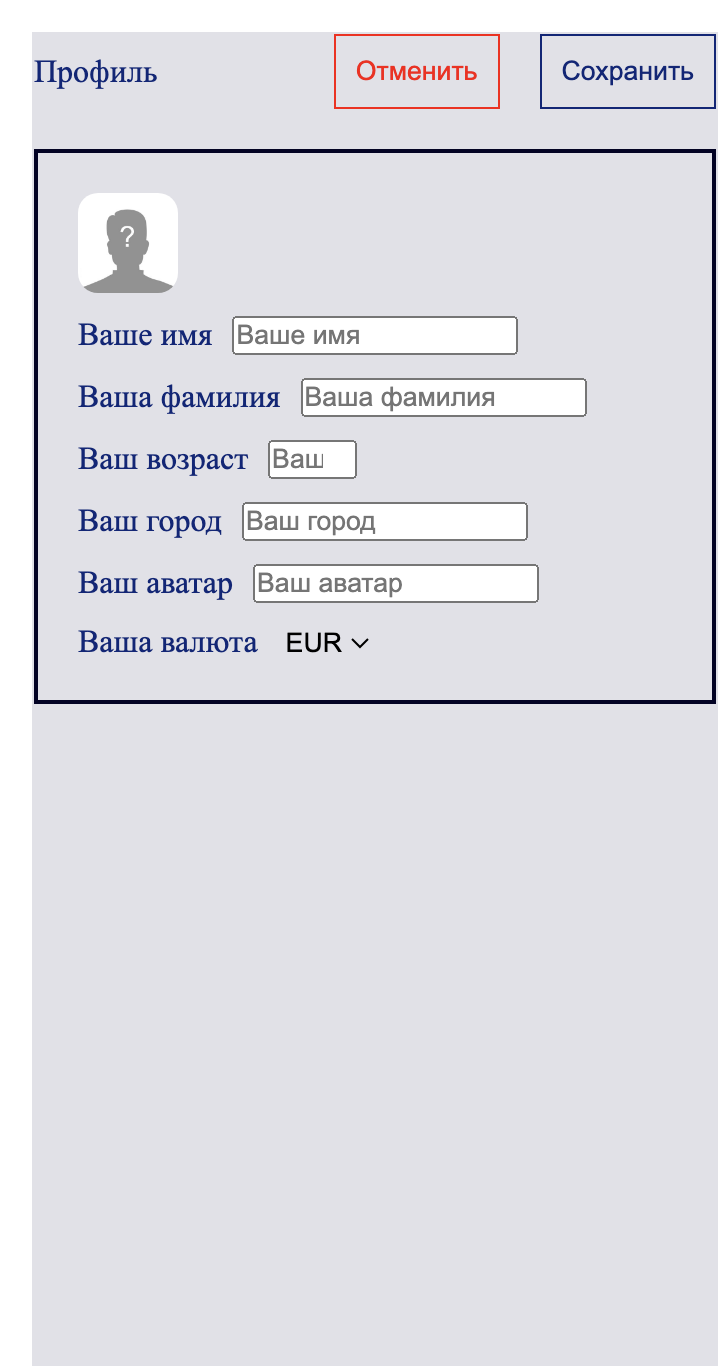 Профиль Отменить Сохранить
?
Ваше имя Ваше имя
Ваша фамилия Ваша фамилия
Ваш возраст Ваш
Ваш город Ваш город
Ваш аватар Ваш аватар
Ваша валюта EUR